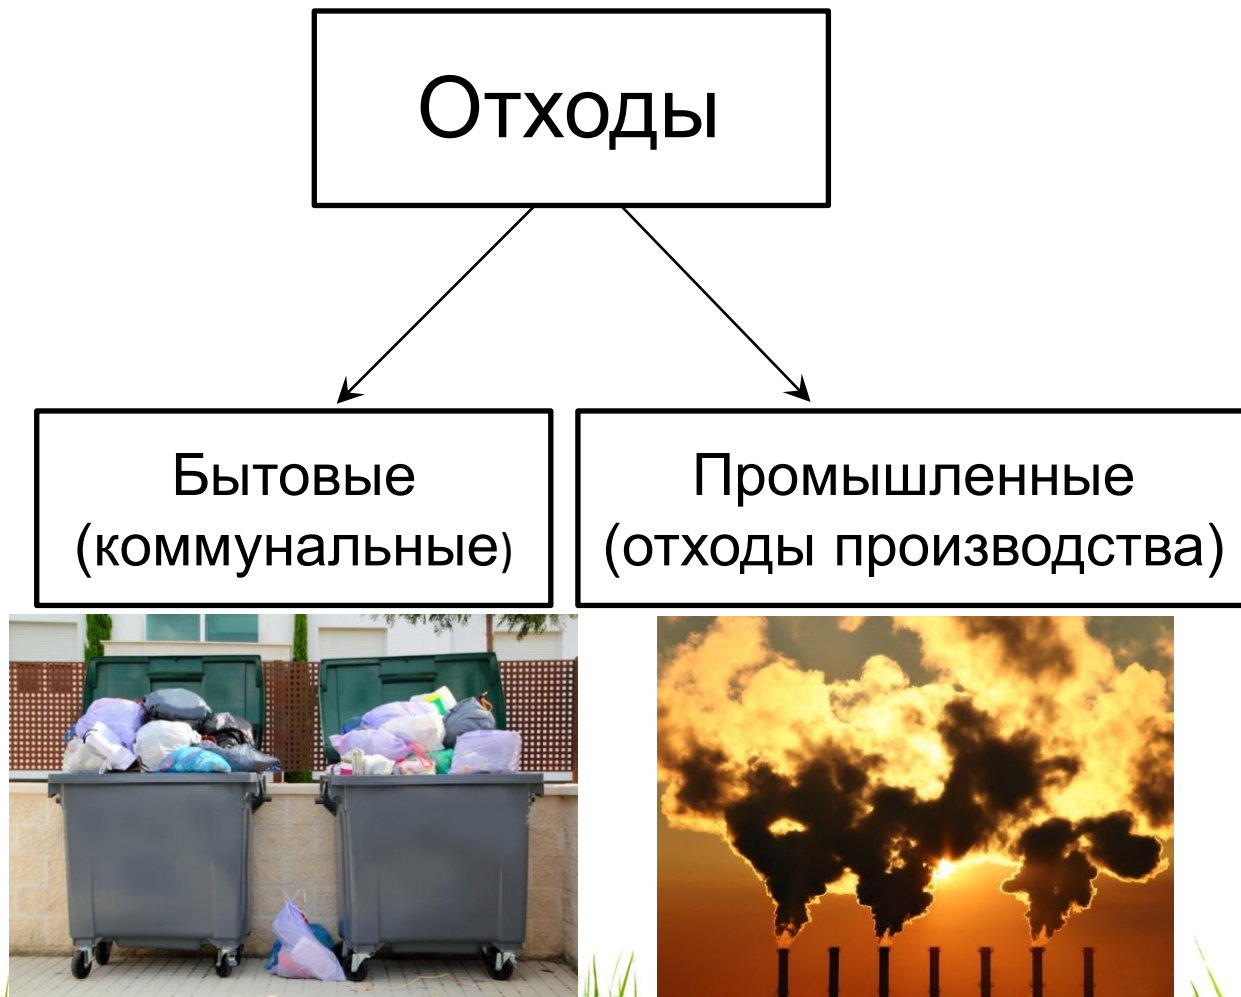 Отходы
Бытовые
(коммунальные)
Промышленные
(отходы производства)